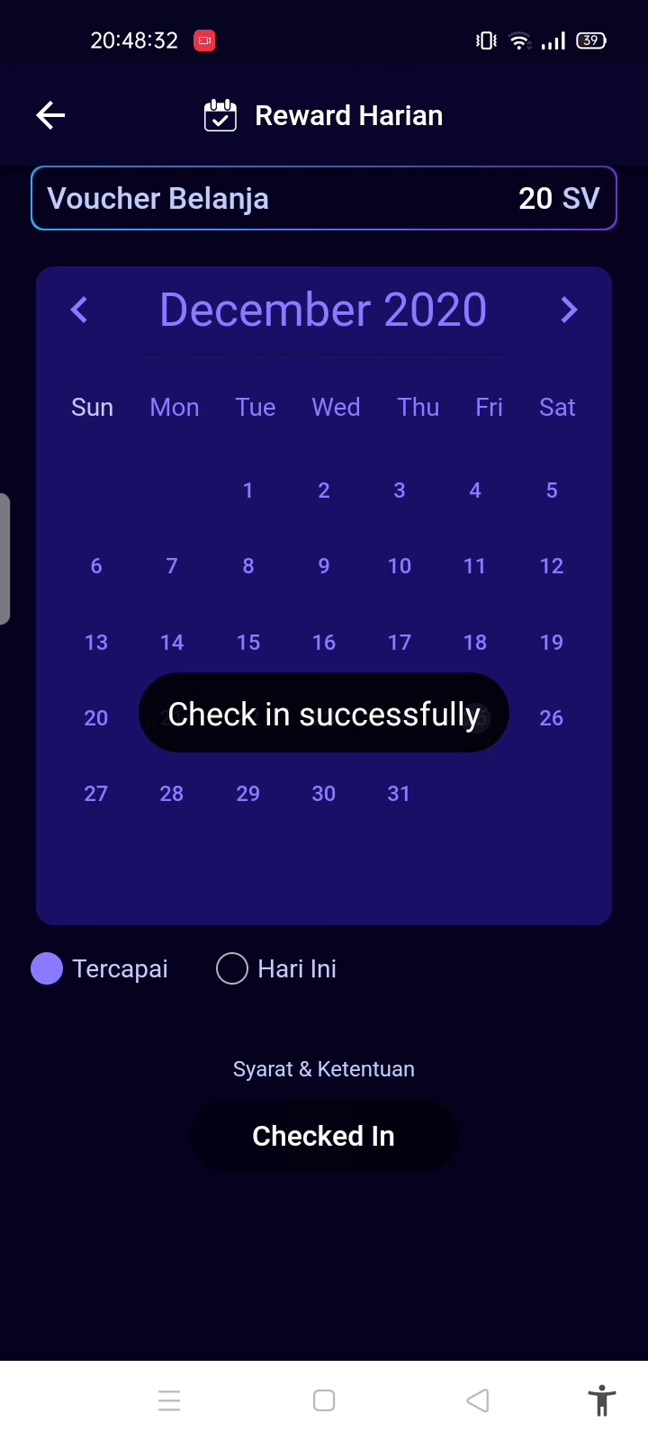 20:48:32 39
Reward Harian
Voucher Belanja 20 SV
December 2020
Sun Mon Tue Wed Thu Fri Sat
1 2 3 4 5
6 7 8 9 10 11 12
13 14 15 16 17 18 19
20 Check in successfully 26
27 28 29 30 31
Tercapai Hari Ini
Syarat & Ketentuan
Checked In